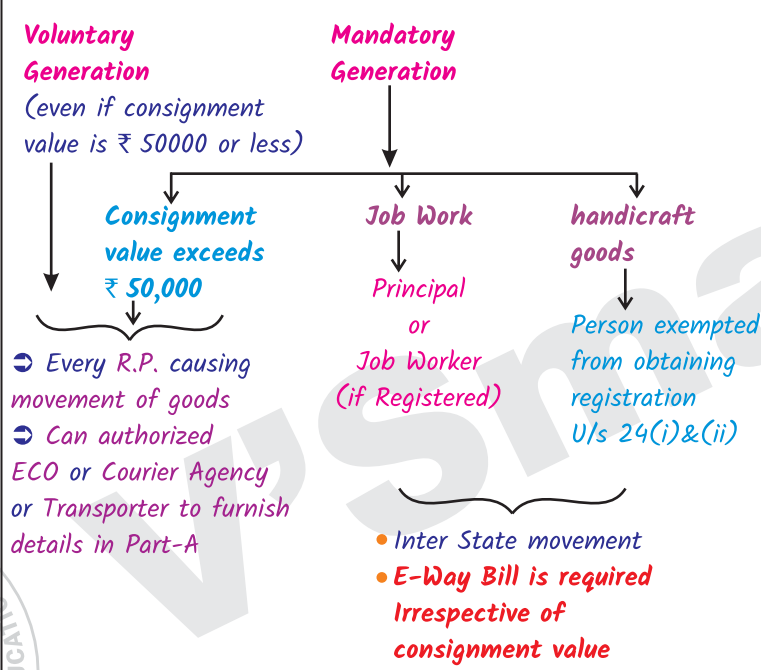 Voluntary
Generation
(even if consignment
value is ₹ 50000 or less)
Mandatory
Generation
Consignment
value exceeds
₹ 50,000
Job Work
handicraft
goods
Principal
or
Job Worker
(if Registered)
Person exempted
from obtaining
registration
U/s 24(i)&(ii)
➲ Every R.P. causing
movement of goods
➲ Can authorized
ECO or Courier Agency
or Transporter to furnish
details in Part-A
• Inter State movement
• E-Way Bill is required
Irrespective of
consignment value
V'Sma
UCATIO